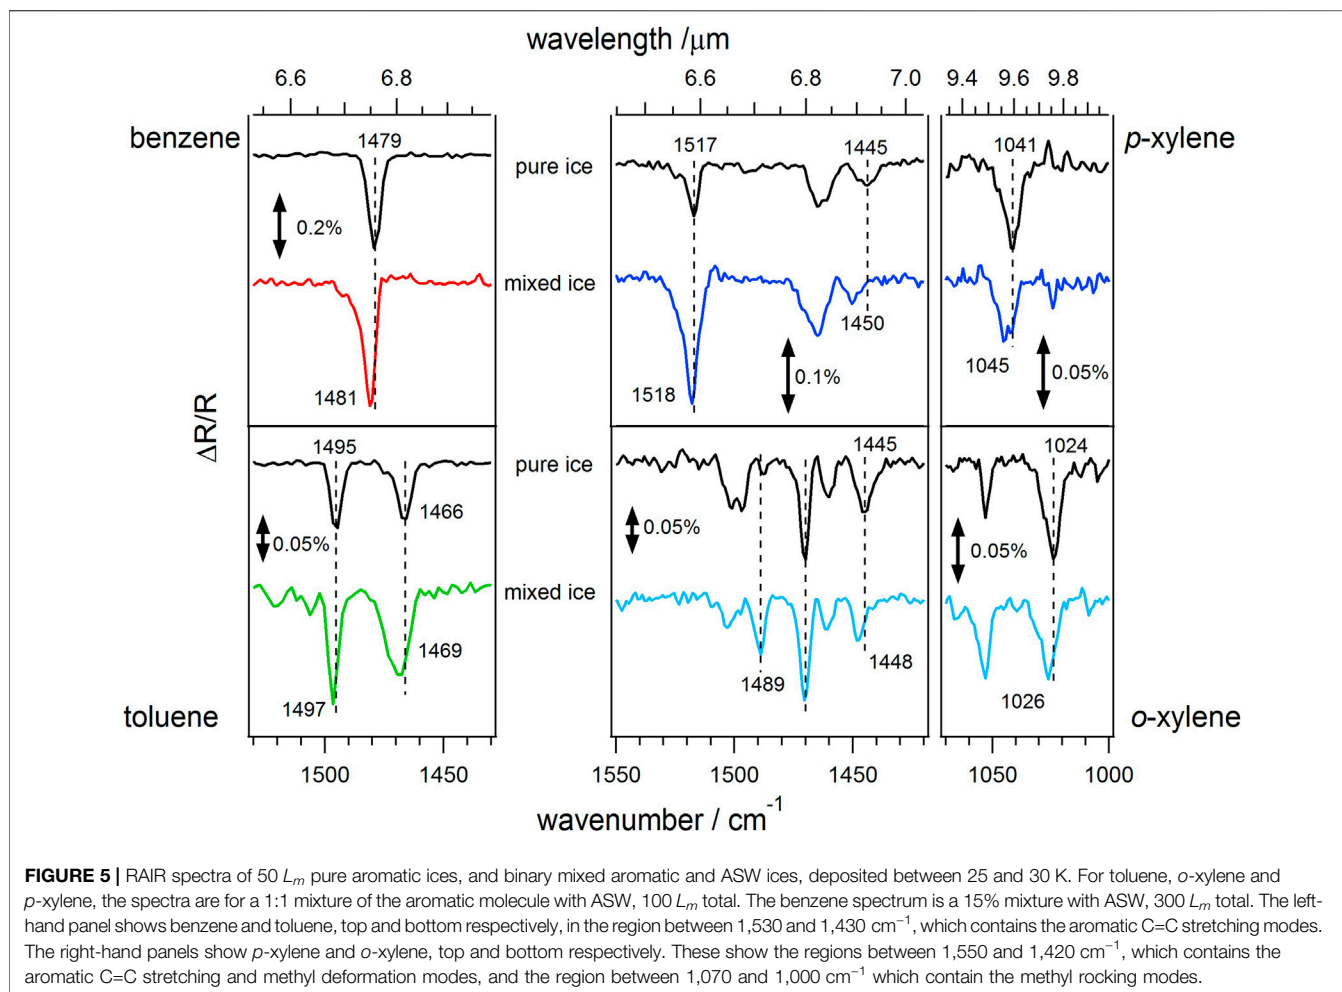 wavelength /μm
6.6 6.8 6.6 6.8 7.0 9.4 9.6 9.8
benzene
1479
pure ice
1517
1445
1041
p-xylene
0.2%
mixed ice
1450
1045
0.05%
0.1%
1481
1518
ΔR/R
1495
pure ice
1445
1024
1466
0.05%
0.05%
0.05%
mixed ice
1469
1448
1489
1497
1026
toluene
o-xylene
1500 1450 1550 1500 1450 1050 1000
wavenumber / cm⁻¹
FIGURE 5 | RAIR spectra of 50 Lm pure aromatic ices, and binary mixed aromatic and ASW ices, deposited between 25 and 30 K. For toluene, o-xylene and
p-xylene, the spectra are for a 1:1 mixture of the aromatic molecule with ASW, 100 Lm total. The benzene spectrum is a 15% mixture with ASW, 300 Lm total. The left-
hand panel shows benzene and toluene, top and bottom respectively, in the region between 1,530 and 1,430 cm⁻¹, which contains the aromatic C=C stretching modes.
The right-hand panels show p-xylene and o-xylene, top and bottom respectively. These show the regions between 1,550 and 1,420 cm⁻¹, which contains the
aromatic C=C stretching and methyl deformation modes, and the region between 1,070 and 1,000 cm⁻¹ which contain the methyl rocking modes.